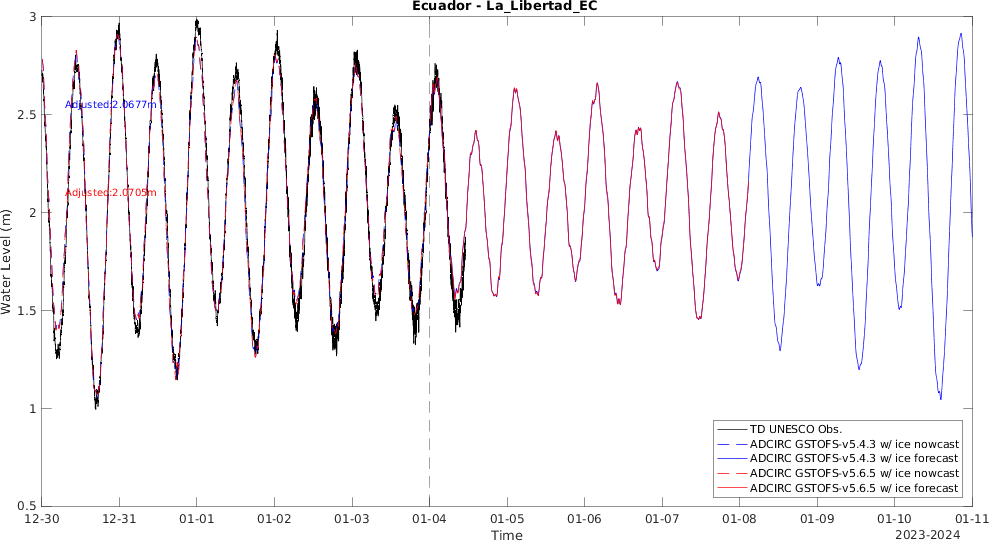 Ecuador - La_Libertad_EC
3
2.5
2
1.5
1
0.5
Water Level (m)
Adjusted:2.0677m
Adjusted:2.0705m
TD UNESCO Obs.
ADCIRC GSTOFS-v5.4.3 w/ ice nowcast
ADCIRC GSTOFS-v5.4.3 w/ ice forecast
ADCIRC GSTOFS-v5.6.5 w/ ice nowcast
ADCIRC GSTOFS-v5.6.5 w/ ice forecast
12-30 12-31 01-01 01-02 01-03 01-04 01-05 01-06 01-07 01-08 01-09 01-10 01-11
Time
2023-2024